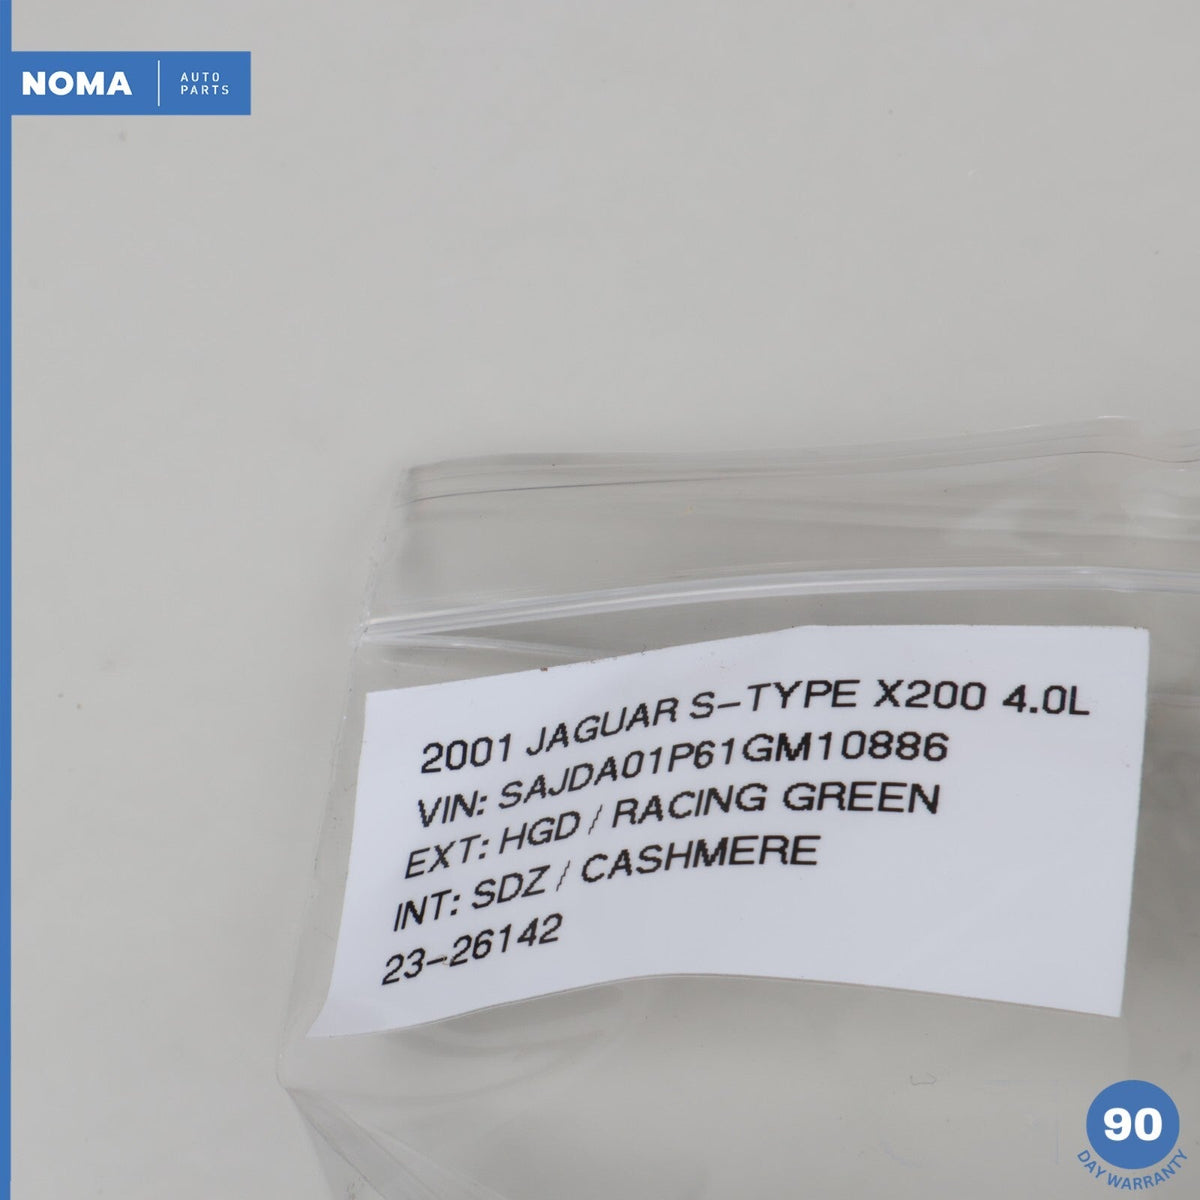 NOMA
AUTO
PARTS
2001 JAGUAR S-TYPE X200 4.0L
VIN: SAJDA01P61GM10886
EXT: HGD / RACING GREEN
INT: SDZ / CASHMERE
23-26142
90
DAY WARRANTY